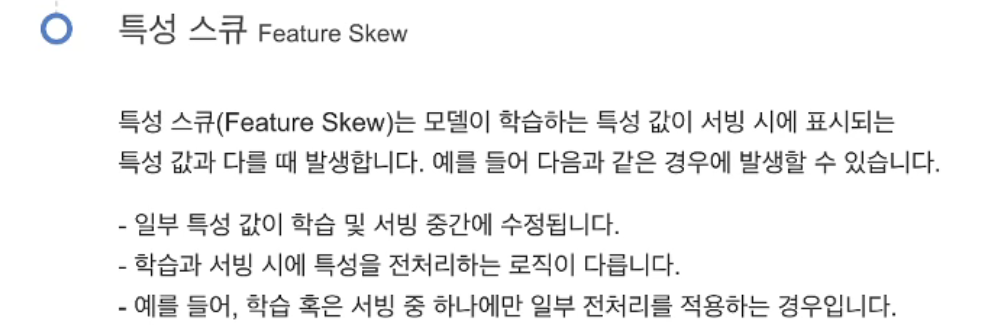 특성 스큐 Feature Skew
특성 스큐(Feature Skew)는 모델이 학습하는 특성 값이 서빙 시에 표시되는
특성 값과 다를 때 발생합니다. 예를 들어 다음과 같은 경우에 발생할 수 있습니다.
- 일부 특성 값이 학습 및 서빙 중간에 수정됩니다.
- 학습과 서빙 시에 특성을 전처리하는 로직이 다릅니다.
- 예를 들어, 학습 혹은 서빙 중 하나에만 일부 전처리를 적용하는 경우입니다.